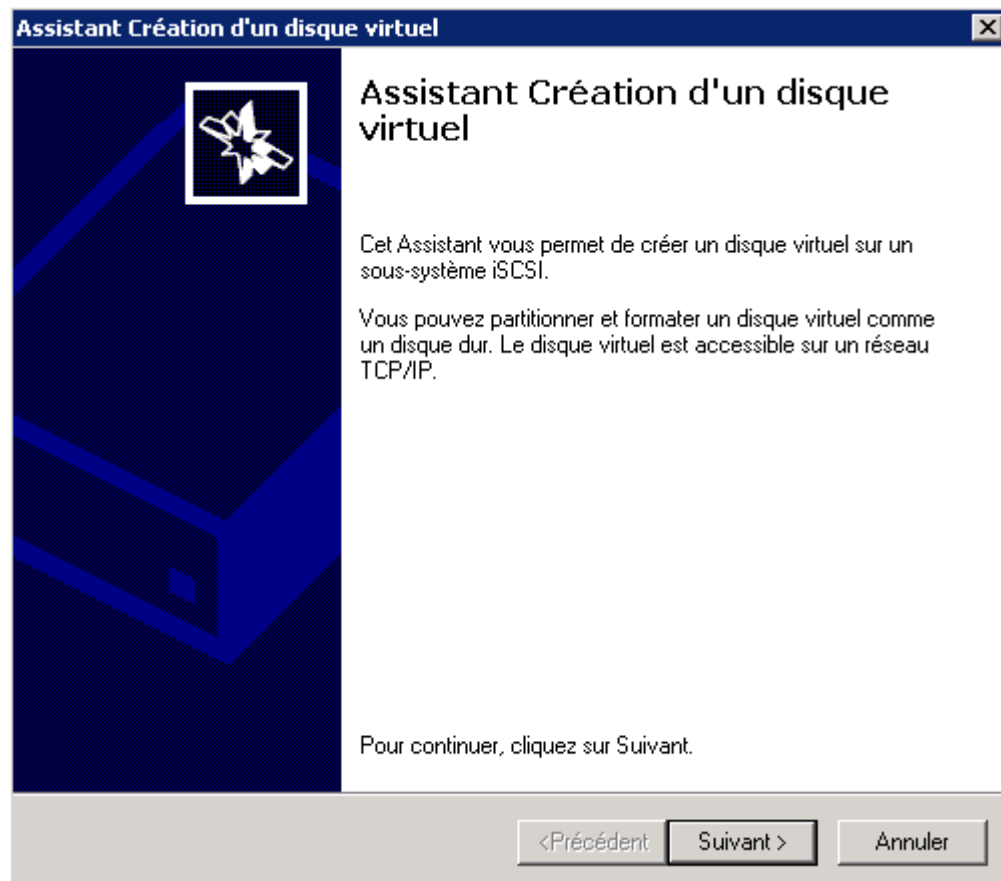 Assistant Création d'un disque virtuel
Assistant Création d'un disque
virtuel
Cet Assistant vous permet de créer un disque virtuel sur un
sous-système iSCSI.
Vous pouvez partitionner et formater un disque virtuel comme
un disque dur. Le disque virtuel est accessible sur un réseau
TCP/IP.
Pour continuer, cliquez sur Suivant.
<Précédent
Suivant >
Annuler